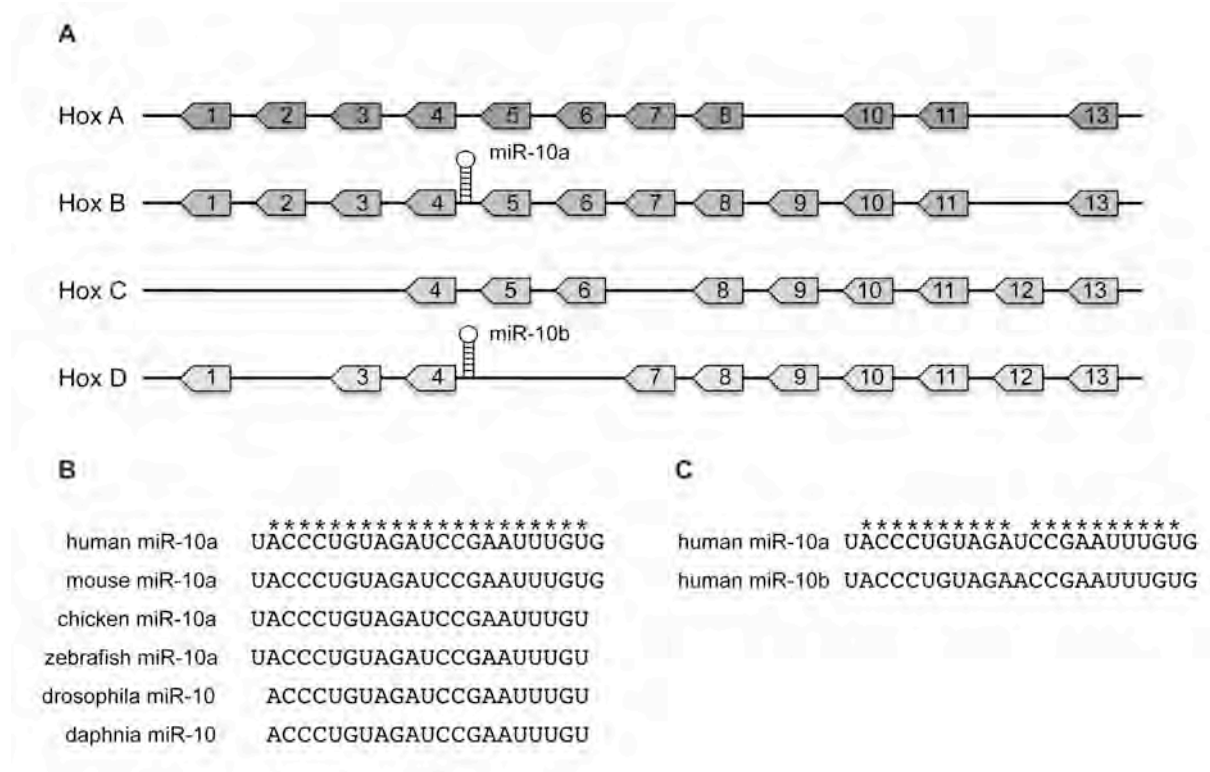 A
Hox A 1 2 3 4 5 6 7 8 10 11 13
miR-10a
Hox B 1 2 3 4 5 6 7 8 9 10 11 13
Hox C 4 5 6 8 9 10 11 12 13
miR-10b
Hox D 1 3 4 7 8 9 10 11 12 13
B
*********************
human miR-10a UACCCUGUAGAUCCGAAUUUGUG
mouse miR-10a UACCCUGUAGAUCCGAAUUUGUG
chicken miR-10a UACCCUGUAGAUCCGAAUUUGU
zebrafish miR-10a UACCCUGUAGAUCCGAAUUUGU
drosophila miR-10 ACCCUGUAGAUCCGAAUUUGU
daphnia miR-10 ACCCUGUAGAUCCGAAUUUGU
C
********** **********
human miR-10a UACCCUGUAGAUCCGAAUUUGUG
human miR-10b UACCCUGUAGAACCGAAUUUGUG